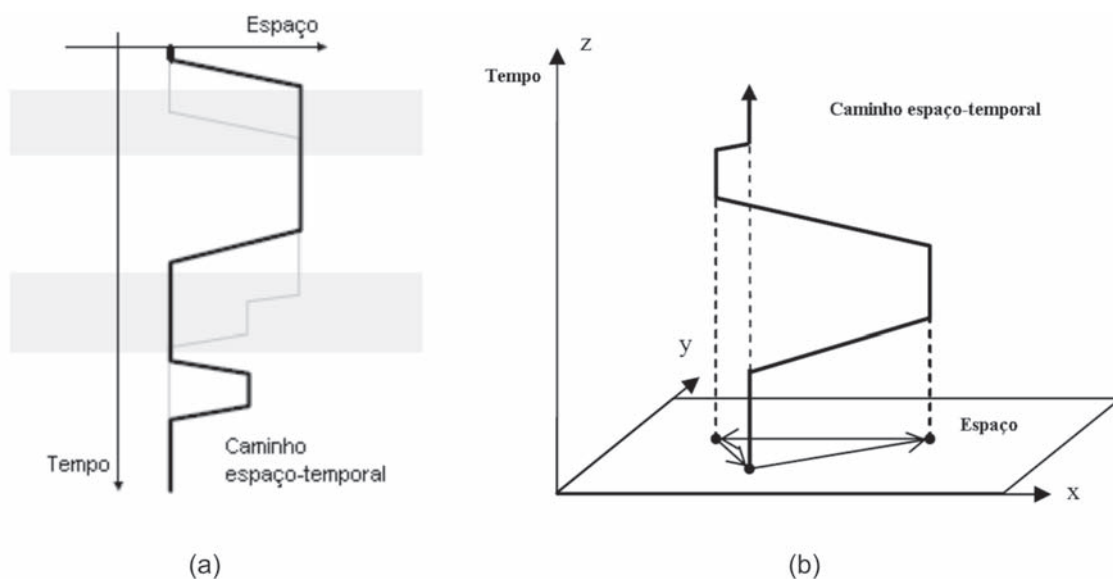 Espaço
Tempo
Caminho
espaço-temporal
(a)
z
Tempo
Caminho espaço-temporal
y
Espaço
x
(b)